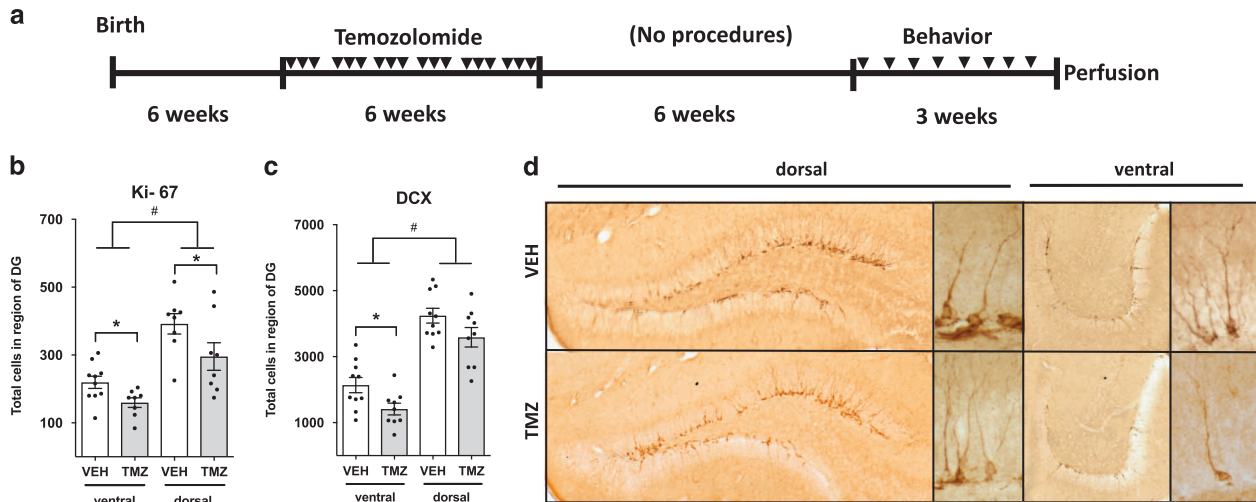 a
Birth
Temozolomide
(No procedures)
Behavior
Perfusion
6 weeks
6 weeks
6 weeks
3 weeks
b
Ki- 67
#
*
*
Total cells in region of DG
700
500
300
100
VEH TMZ VEH TMZ
ventral dorsal
c
DCX
#
*
Total cells in region of DG
7000
5000
3000
1000
VEH TMZ VEH TMZ
ventral dorsal
d
dorsal
ventral
VEH
TMZ